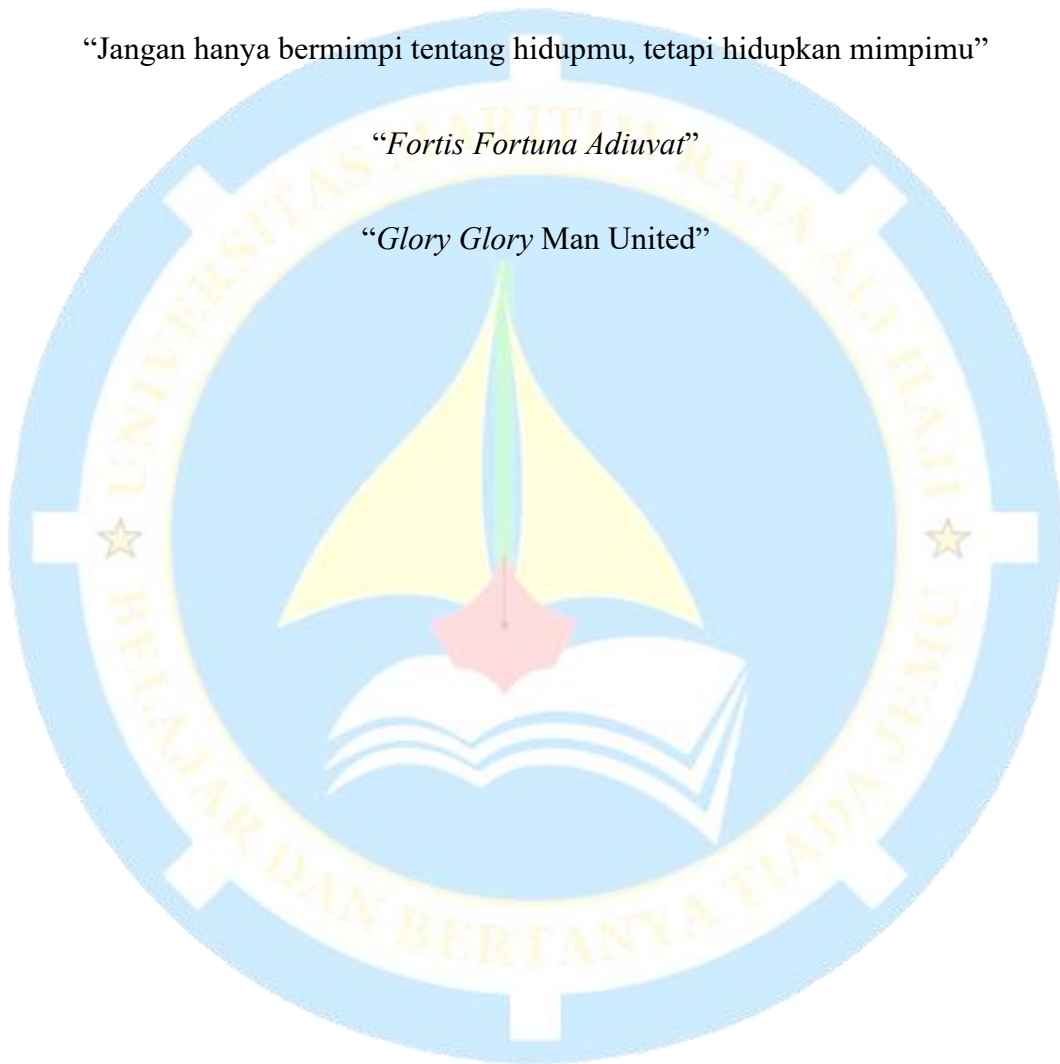 “Jangan hanya bermimpi tentang hidupmu, tetapi hidupkan mimpimu”
“Fortis Fortuna Adiuvat”
“Glory Glory Man United”
UNIVERSITAS MARITIM RAJA ALI HAJI
BELAJAR DAN BERTANYA TIADA JEMU